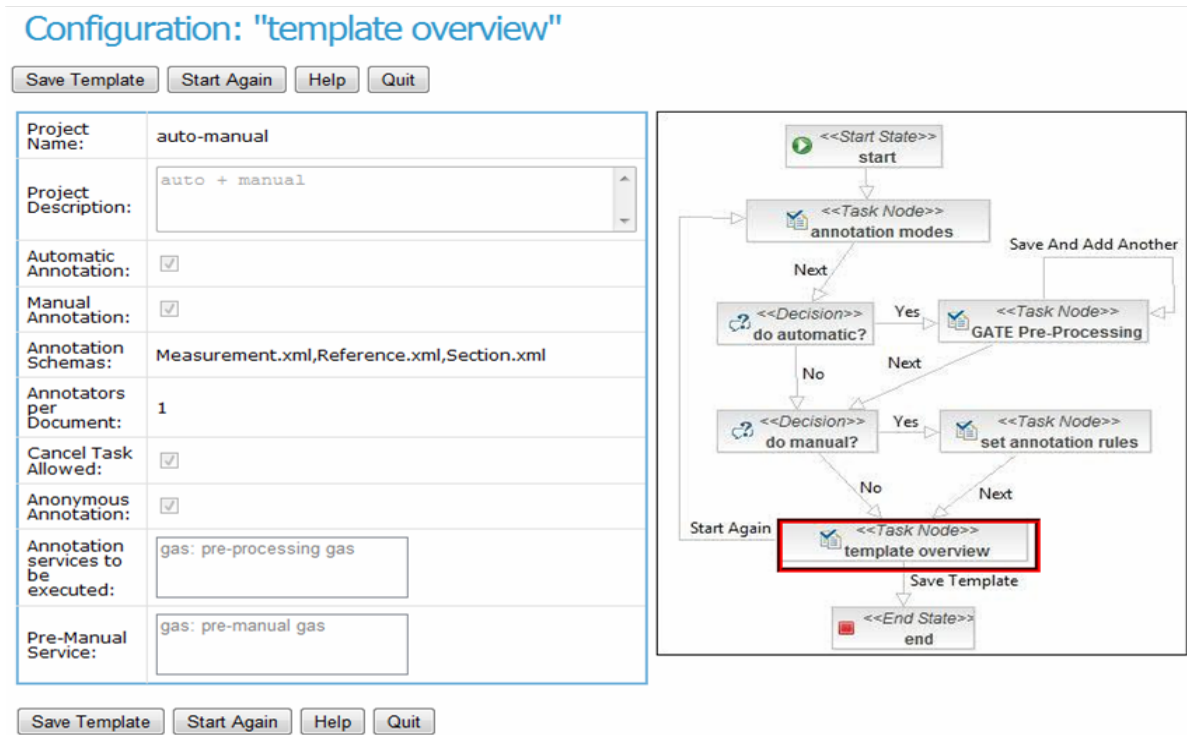 Configuration: "template overview"
Save Template Start Again Help Quit
Project
Name:
auto-manual
Project
Description:
auto + manual
Automatic
Annotation:
Manual
Annotation:
Annotation
Schemas:
Measurement.xml,Reference.xml,Section.xml
Annotators
per
Document:
1
Cancel Task
Allowed:
Anonymous
Annotation:
Annotation
services to
be
executed:
gas: pre-processing gas
Pre-Manual
Service:
gas: pre-manual gas
Save Template Start Again Help Quit
<<Start State>>
start
<<Task Node>>
annotation modes
Save And Add Another
Next
<<Decision>>
do automatic?
Yes
<<Task Node>>
GATE Pre-Processing
No
Next
<<Decision>>
do manual?
Yes
<<Task Node>>
set annotation rules
No
Next
Start Again
<<Task Node>>
template overview
Save Template
<<End State>>
end